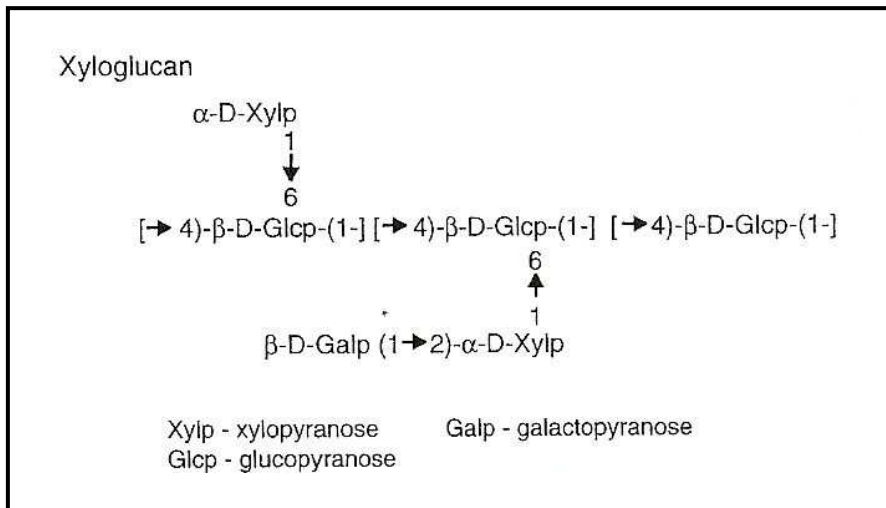 Xyloglucan
α-D-Xylp
1
↓
6
[→ 4)-β-D-Glcp-(1-] [→ 4)-β-D-Glcp-(1-] [→ 4)-β-D-Glcp-(1-]
6
↑
1
β-D-Galp (1→2)-α-D-Xylp
Xylp - xylopyranose Galp - galactopyranose
Glcp - glucopyranose